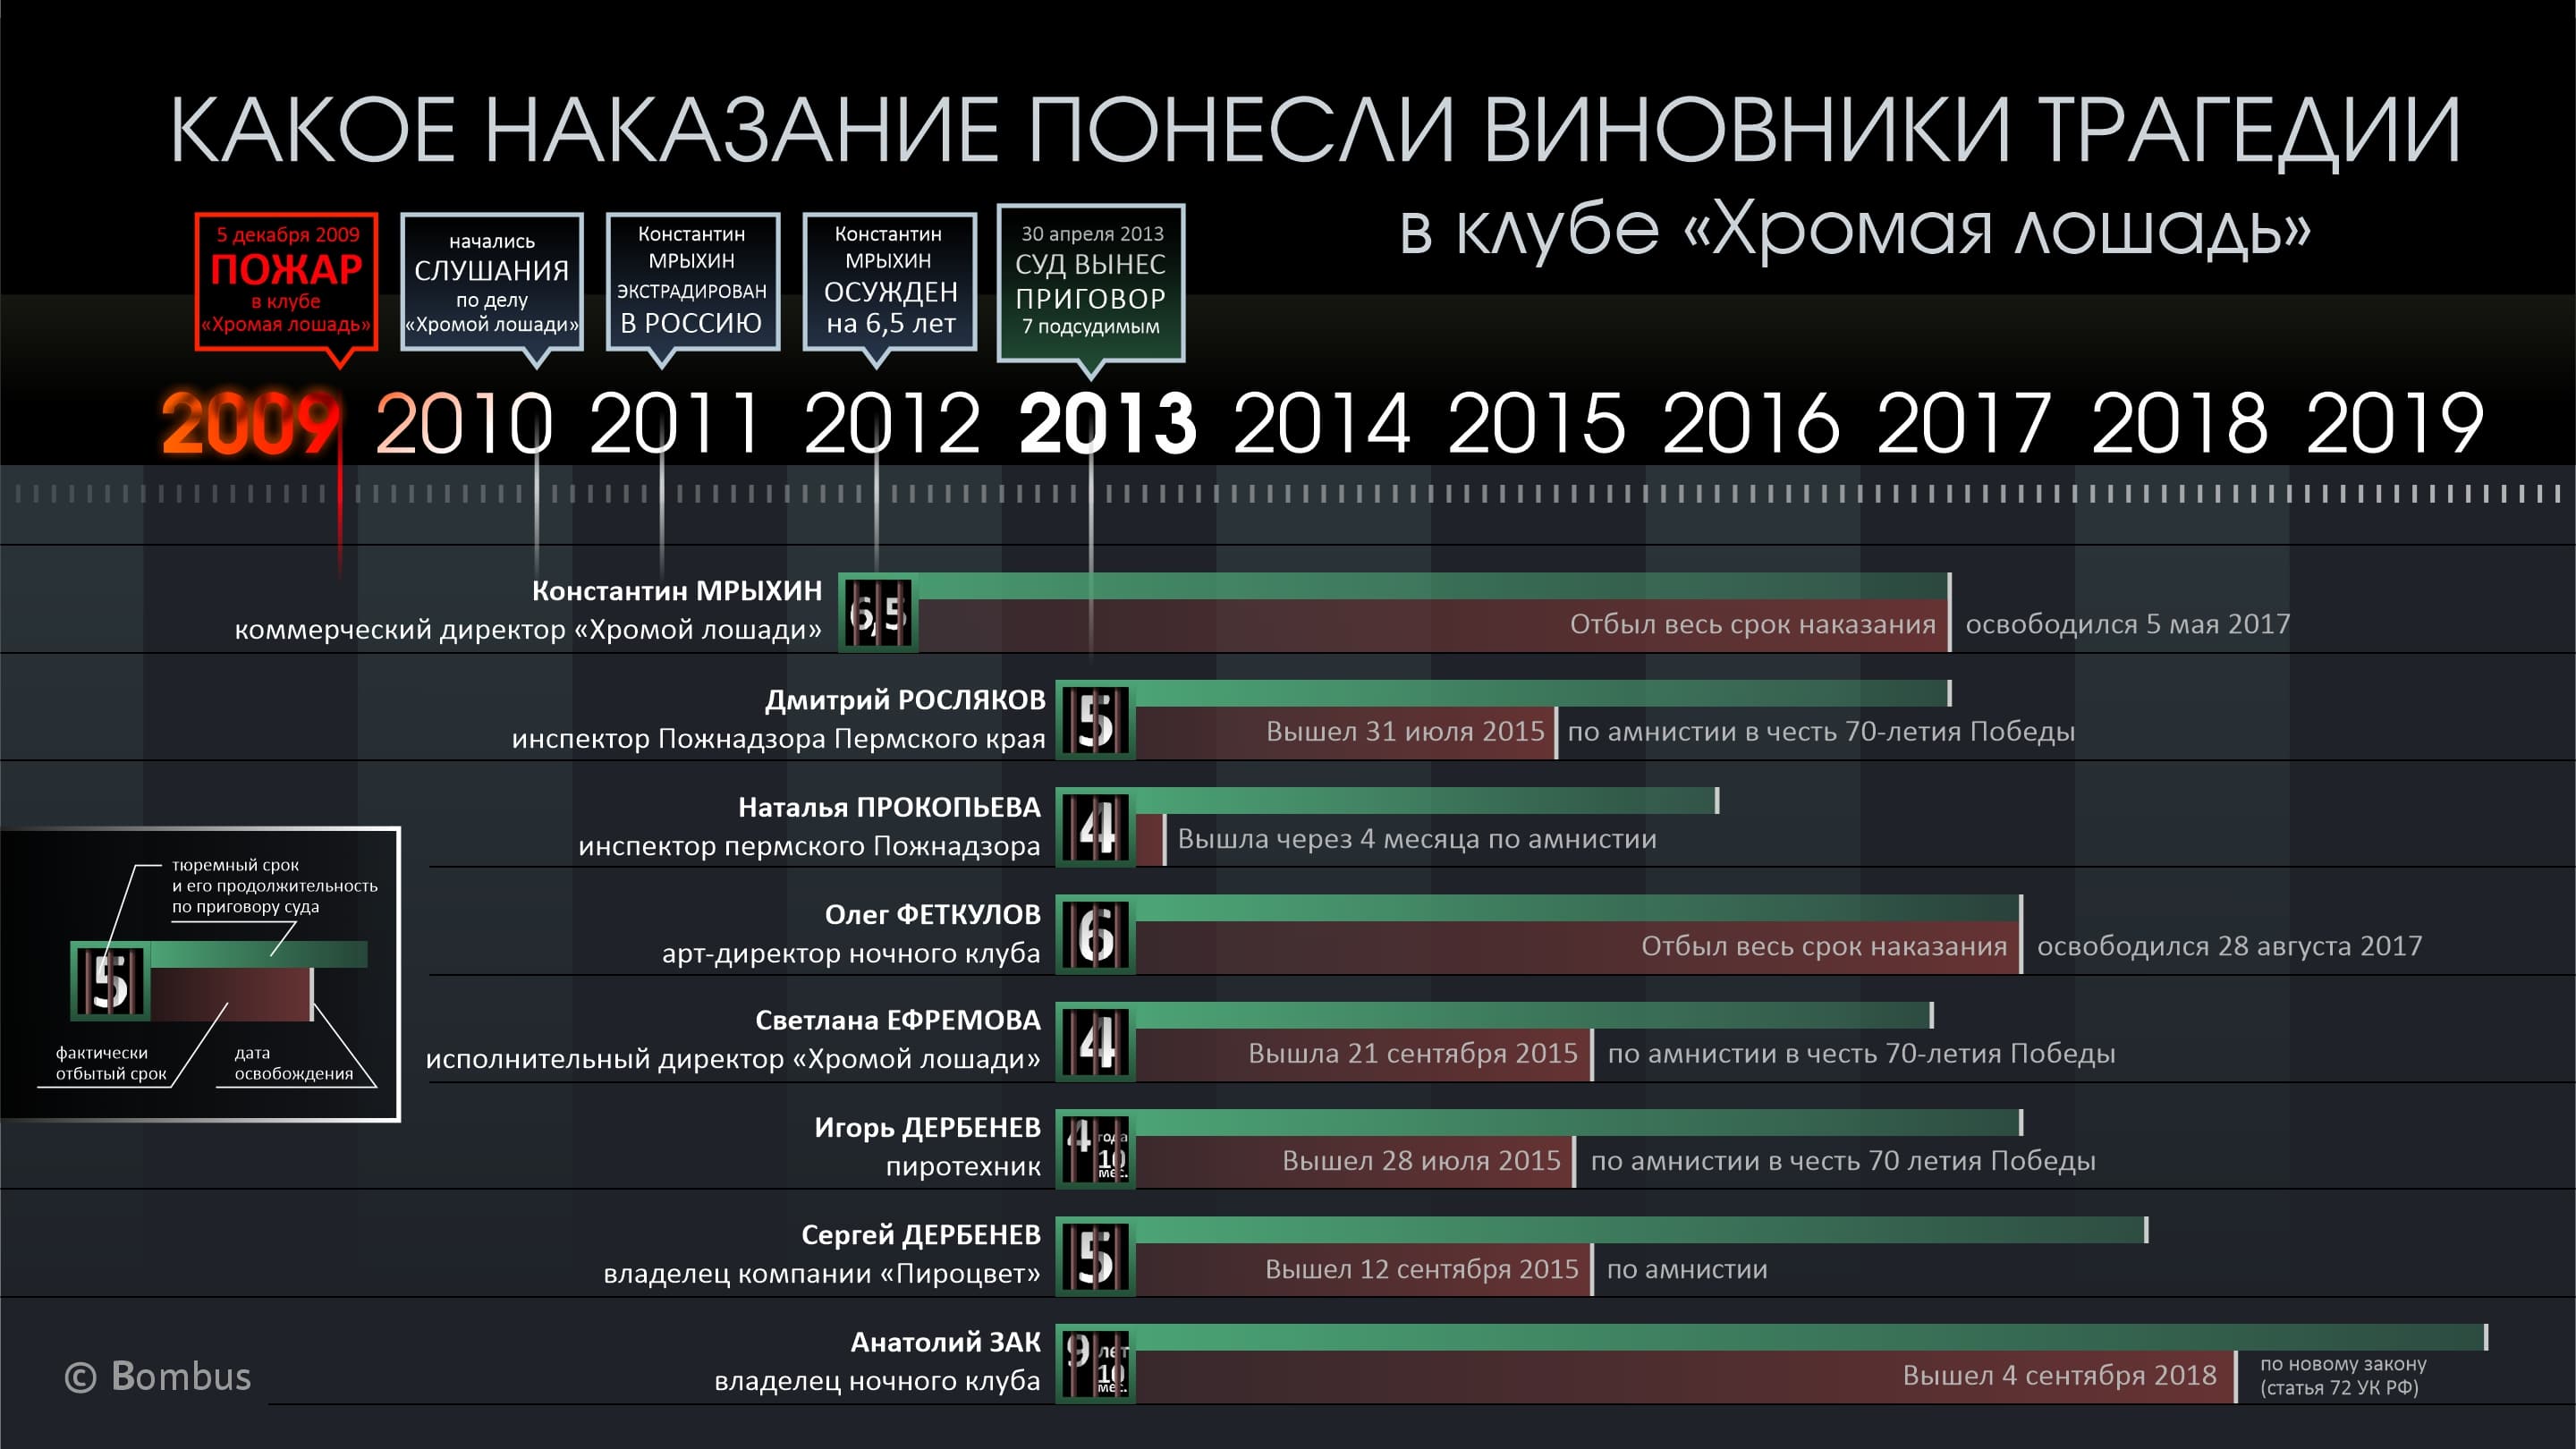 КАКОЕ НАКАЗАНИЕ ПОНЕСЛИ ВИНОВНИКИ ТРАГЕДИИ
в клубе «Хромая лошадь»
5 декабря 2009
ПОЖАР
в клубе
«Хромая лошадь»
начались
СЛУШАНИЯ
по делу
«Хромой лошади»
Константин
МРЫХИН
ЭКСТРАДИРОВАН
В РОССИЮ
Константин
МРЫХИН
ОСУЖДЕН
на 6,5 лет
30 апреля 2013
СУД ВЫНЕС
ПРИГОВОР
7 подсудимым
2009 2010 2011 2012 2013 2014 2015 2016 2017 2018 2019
Константин МРЫХИН
коммерческий директор «Хромой лошади»
6,5
Отбыл весь срок наказания
освободился 5 мая 2017
Дмитрий РОСЛЯКОВ
инспектор Пожнадзора Пермского края
5
Вышел 31 июля 2015
по амнистии в честь 70-летия Победы
Наталья ПРОКОПЬЕВА
инспектор пермского Пожнадзора
4
Вышла через 4 месяца по амнистии
Олег ФЕТКУЛОВ
арт-директор ночного клуба
6
Отбыл весь срок наказания
освободился 28 августа 2017
Светлана ЕФРЕМОВА
исполнительный директор «Хромой лошади»
4
Вышла 21 сентября 2015
по амнистии в честь 70-летия Победы
Игорь ДЕРБЕНЕВ
пиротехник
4 года
10
мес.
Вышел 28 июля 2015
по амнистии в честь 70 летия Победы
Сергей ДЕРБЕНЕВ
владелец компании «Пироцвет»
5
Вышел 12 сентября 2015
по амнистии
Анатолий ЗАК
владелец ночного клуба
9 лет
10
мес.
Вышел 4 сентября 2018
по новому закону
(статья 72 УК РФ)
тюремный срок
и его продолжительность
по приговору суда
5
фактически
отбытый срок
дата
освобождения
© Bombus